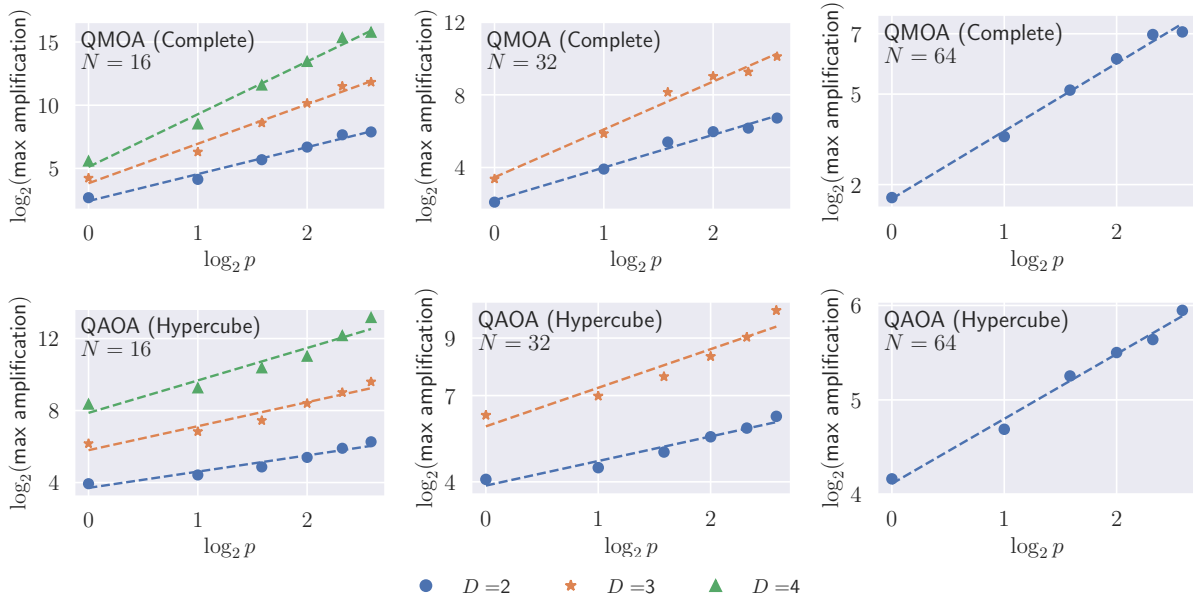 log₂(max amplification)
QMOA (Complete)
N = 16
15
10
5
0
1
2
log₂ p
log₂(max amplification)
QMOA (Complete)
N = 32
12
8
4
0
1
2
log₂ p
log₂(max amplification)
QMOA (Complete)
N = 64
7
5
2
0
1
2
log₂ p
log₂(max amplification)
QAOA (Hypercube)
N = 16
12
8
4
0
1
2
log₂ p
log₂(max amplification)
QAOA (Hypercube)
N = 32
9
7
4
0
1
2
log₂ p
log₂(max amplification)
QAOA (Hypercube)
N = 64
6
5
4
0
1
2
log₂ p
D =2
D =3
D =4